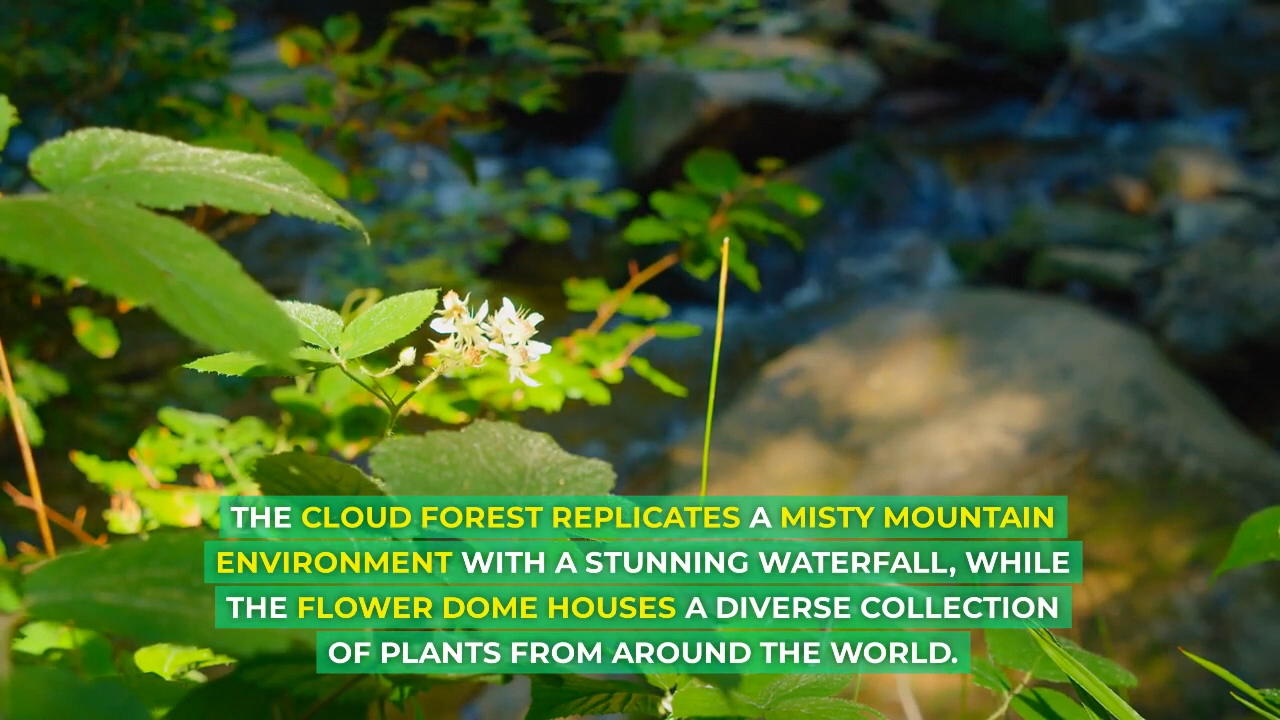 THE CLOUD FOREST REPLICATES A MISTY MOUNTAIN
ENVIRONMENT WITH A STUNNING WATERFALL, WHILE
THE FLOWER DOME HOUSES A DIVERSE COLLECTION
OF PLANTS FROM AROUND THE WORLD.